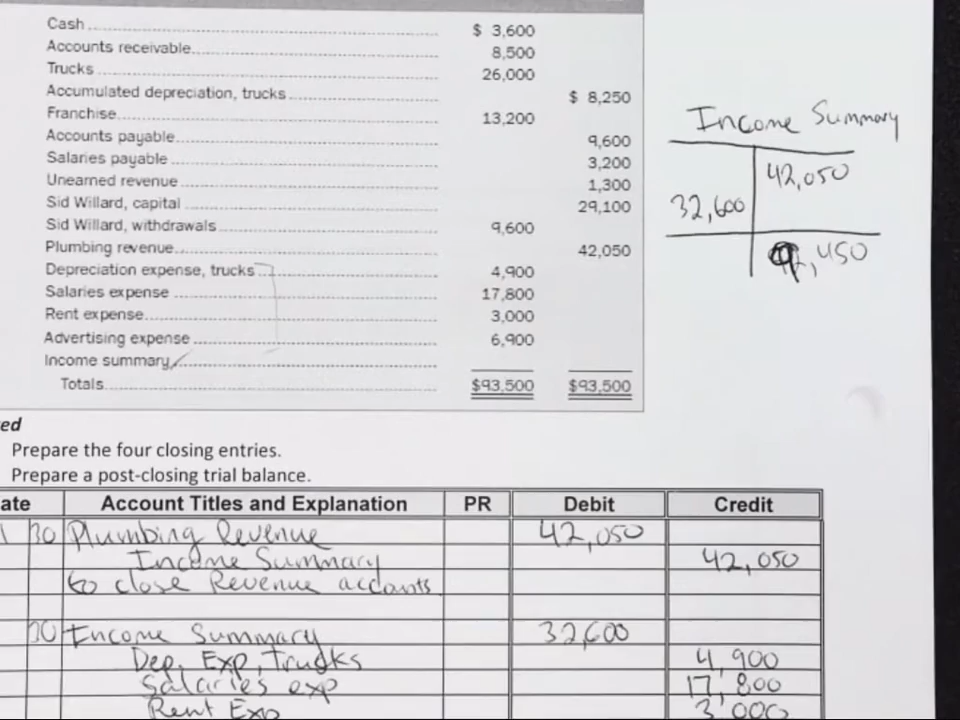 Cash $ 3,600
Accounts receivable 8,500
Trucks 26,000
Accumulated depreciation, trucks $ 8,250
Franchise 13,200
Accounts payable 9,600
Salaries payable 3,200
Unearned revenue 1,300
Sid Willard, capital 29,100
Sid Willard, withdrawals 9,600
Plumbing revenue 42,050
Depreciation expense, trucks 4,900
Salaries expense 17,800
Rent expense 3,000
Advertising expense 6,900
Income summary
Totals $93,500 $93,500
Income Summary
42,050
32,600
9,450
ed
Prepare the four closing entries.
Prepare a post-closing trial balance.
ate Account Titles and Explanation PR Debit Credit
30 Plumbing Revenue 42,050
Income Summary 42,050
to close Revenue accounts
30 Income Summary 32,600
Dep, Exp, Trucks 4,900
Salaries exp 17,800
Rent Exp 3,000